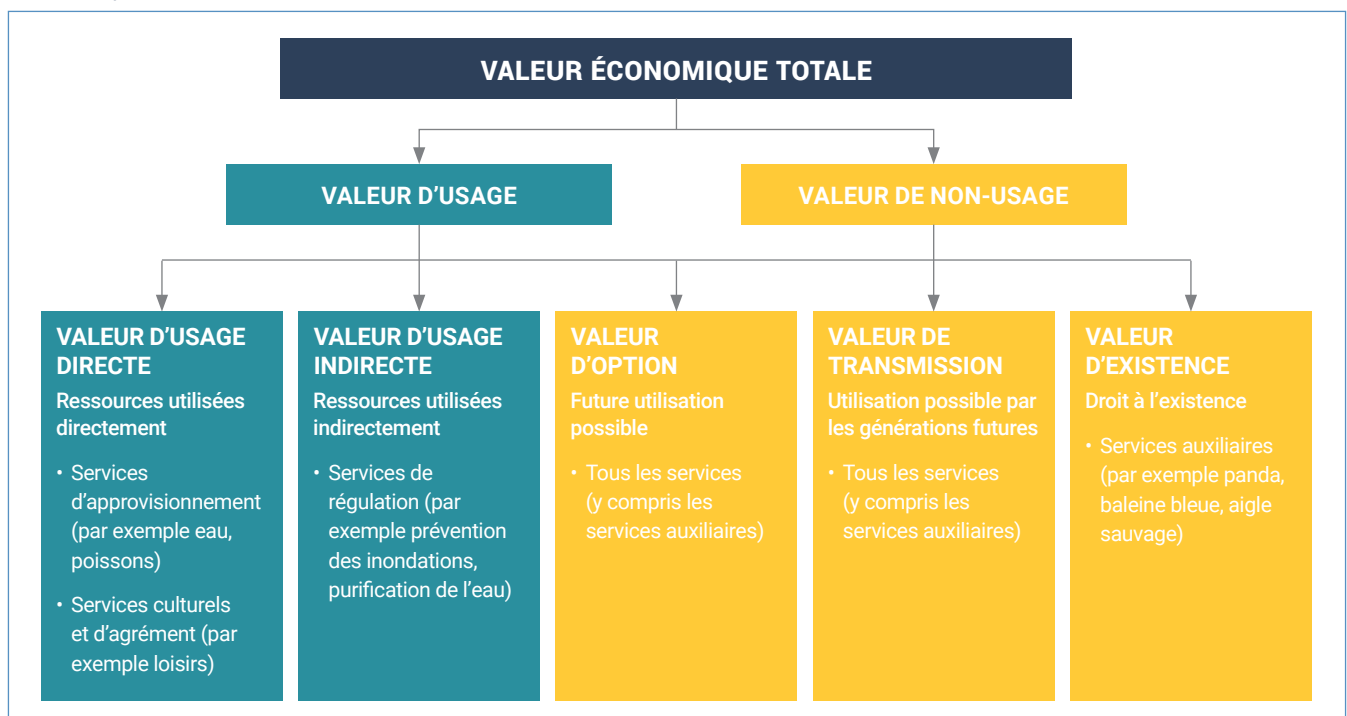 VALEUR ÉCONOMIQUE TOTALE
VALEUR D’USAGE
VALEUR DE NON-USAGE
VALEUR D’USAGE
DIRECTE
Ressources utilisées
directement
• Services
d’approvisionnement
(par exemple eau,
poissons)
• Services culturels
et d’agrément (par
exemple loisirs)
VALEUR D’USAGE
INDIRECTE
Ressources utilisées
indirectement
• Services de
régulation (par
exemple prévention
des inondations,
purification de l’eau)
VALEUR
D’OPTION
Future utilisation
possible
• Tous les services
(y compris les
services auxiliaires)
VALEUR DE
TRANSMISSION
Utilisation possible par
les générations futures
• Tous les services
(y compris les
services auxiliaires)
VALEUR
D’EXISTENCE
Droit à l’existence
• Services auxiliaires
(par exemple panda,
baleine bleue, aigle
sauvage)